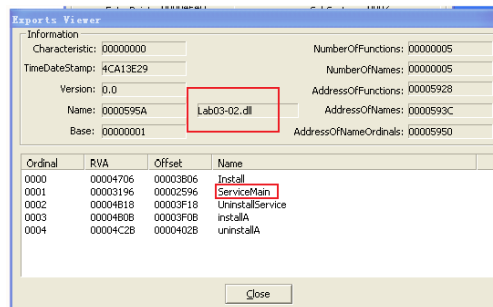 Exports Viewer
Information
Characteristic: 00000000
NumberOfFunctions: 00000005
TimeDateStamp: 4CA13E29
NumberOfNames: 00000005
Version: 0.0
AddressOfFunctions: 00005928
Name: 0000595A Lab03-02.dll
AddressOfNames: 0000593C
Base: 00000001
AddressOfNameOrdinals: 00005950
Ordinal RVA Offset Name
0000 00004706 00003B06 Install
0001 00003196 00002596 ServiceMain
0002 00004B18 00003F18 UninstallService
0003 00004B0B 00003F0B installA
0004 00004C2B 0000402B uninstallA
Close